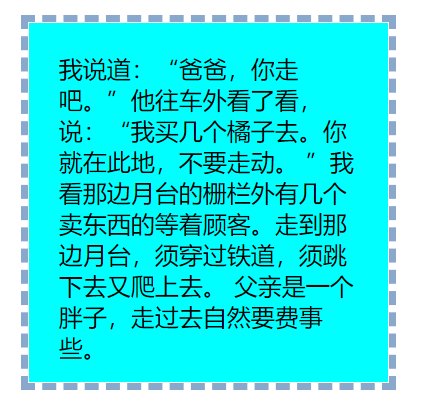 我说道：“爸爸，你走
吧。”他往车外看了看，
说：“我买几个橘子去。你
就在此地，不要走动。 ”我
看那边月台的栅栏外有几个
卖东西的等着顾客。走到那
边月台，须穿过铁道，须跳
下去又爬上去。 父亲是一个
胖子，走过去自然要费事
些。